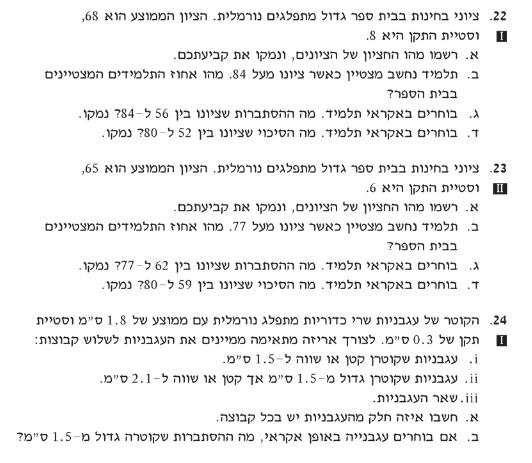 22. ציוני בחינות בבית ספר גדול מתפלגים נורמלית. הציון הממוצע הוא 68,
I וסטיית התקן היא 8.
א. רשמו מהו החציון של הציונים, ונמקו את קביעתכם.
ב. תלמיד נחשב מצטיין כאשר ציונו מעל 84. מהו אחוז התלמידים המצטיינים
בבית הספר?
ג. בוחרים באקראי תלמיד. מה ההסתברות שציונו בין 56 ל-84? נמקו.
ד. בוחרים באקראי תלמיד. מה הסיכוי שציונו בין 52 ל-80? נמקו.
23. ציוני בחינות בבית ספר גדול מתפלגים נורמלית. הציון הממוצע הוא 65,
II וסטיית התקן היא 6.
א. רשמו מהו החציון של הציונים, ונמקו את קביעתכם.
ב. תלמיד נחשב מצטיין כאשר ציונו מעל 77. מהו אחוז התלמידים המצטיינים
בבית הספר?
ג. בוחרים באקראי תלמיד. מה ההסתברות שציונו בין 62 ל-77? נמקו.
ד. בוחרים באקראי תלמיד. מה הסיכוי שציונו בין 59 ל-80? נמקו.
24. הקוטר של עגבניות שרי כדוריות מתפלג נורמלית עם ממוצע של 1.8 ס"מ וסטיית
I תקן של 0.3 ס"מ. לצורך אריזה מתאימה ממיינים את העגבניות לשלוש קבוצות:
i. עגבניות שקוטרן קטן או שווה ל-1.5 ס"מ.
ii. עגבניות שקוטרן גדול מ-1.5 ס"מ אך קטן או שווה ל-2.1 ס"מ.
iii. שאר העגבניות.
א. חשבו איזה חלק מהעגבניות יש בכל קבוצה.
ב. אם בוחרים עגבנייה באופן אקראי, מה ההסתברות שקוטרה גדול מ-1.5 ס"מ?